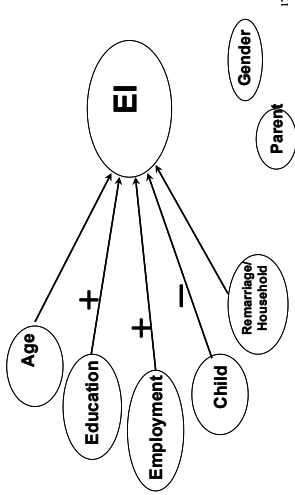 Age
Education
Employment
Child
Remarriage/
Household
+
+
–
EI
Parent
Gender